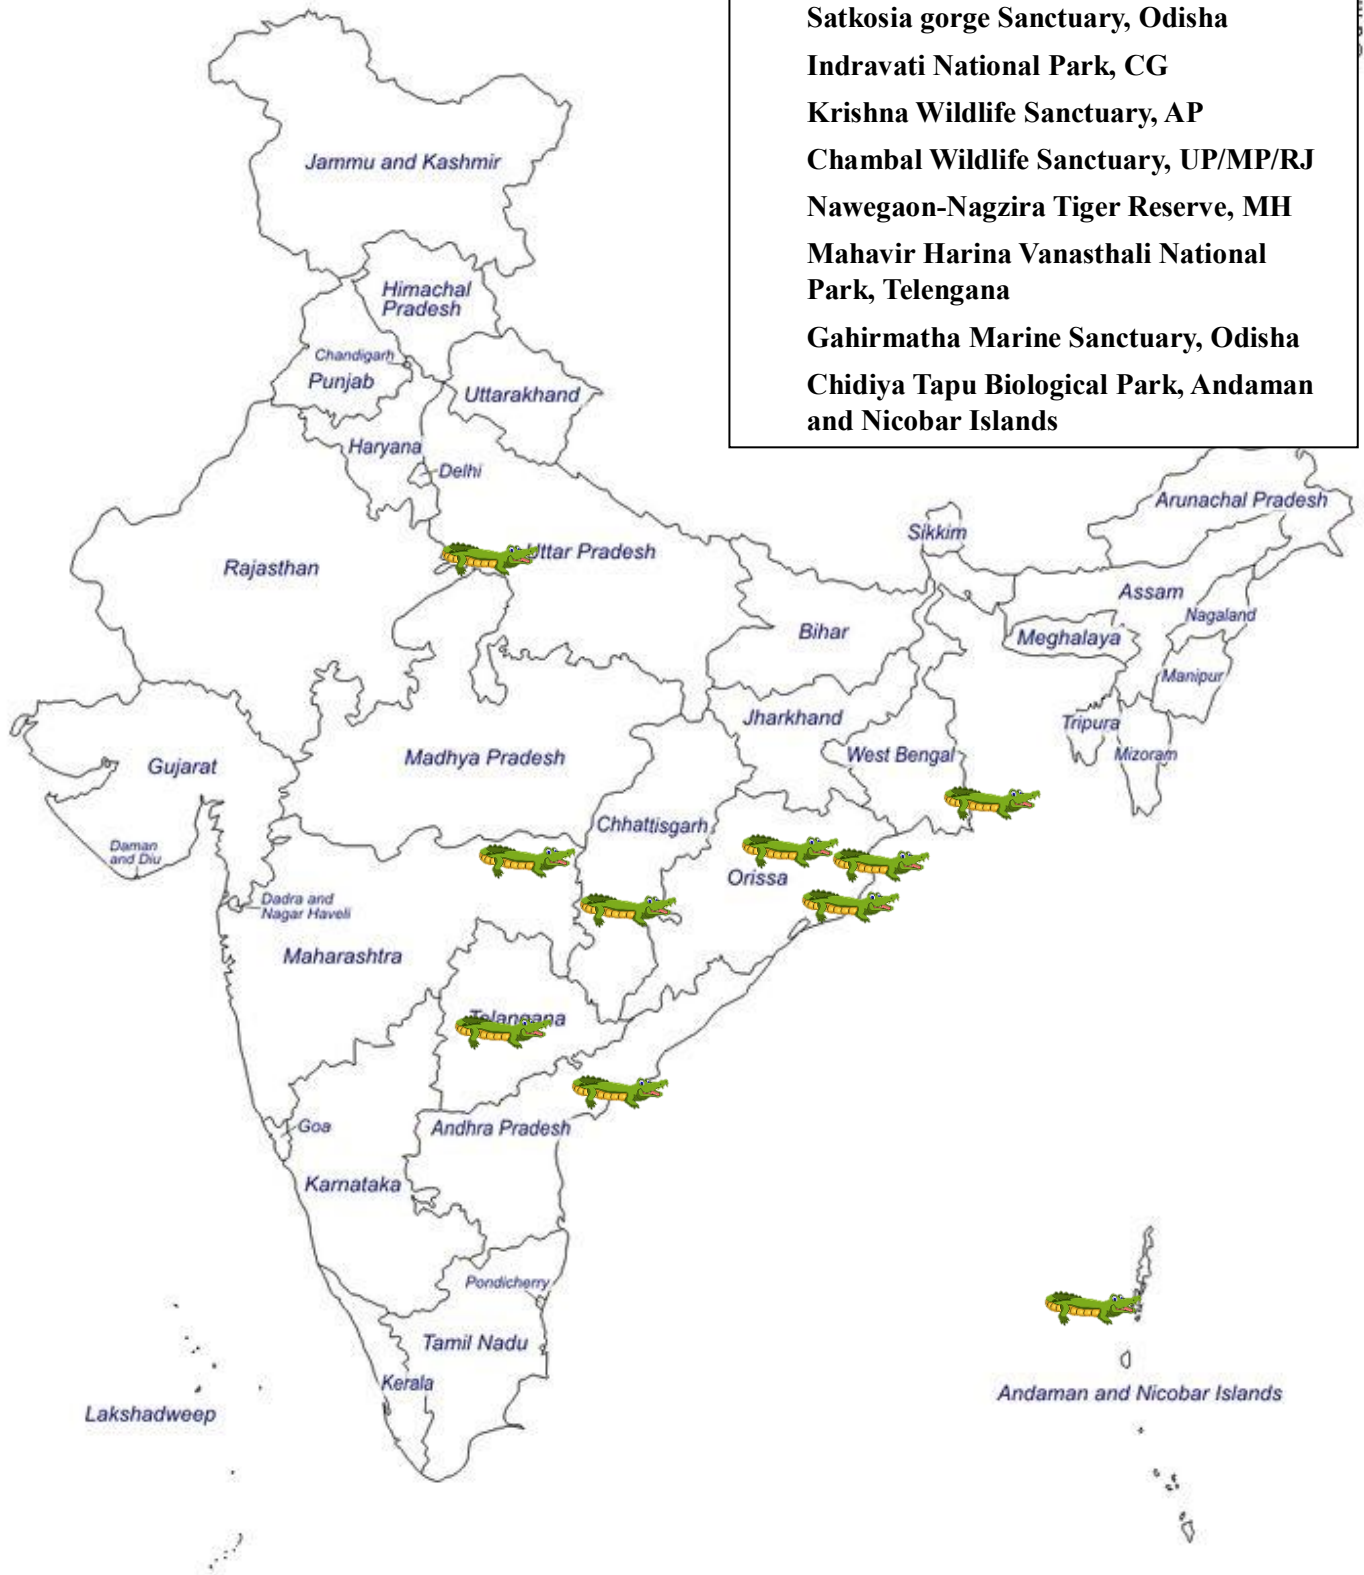 Satkosia gorge Sanctuary, Odisha
Indravati National Park, CG
Krishna Wildlife Sanctuary, AP
Chambal Wildlife Sanctuary, UP/MP/RJ
Nawegaon-Nagzira Tiger Reserve, MH
Mahavir Harina Vanasthali National
Park, Telengana
Gahirmatha Marine Sanctuary, Odisha
Chidiya Tapu Biological Park, Andaman
and Nicobar Islands
Jammu and Kashmir
Himachal
Pradesh
Chandigarh
Punjab
Uttarakhand
Haryana
Delhi
Arunachal Pradesh
Sikkim
Rajasthan
Uttar Pradesh
Assam
Nagaland
Bihar
Meghalaya
Manipur
Jharkhand
Tripura
West Bengal
Mizoram
Madhya Pradesh
Gujarat
Chhattisgarh
Daman
and Diu
Orissa
Dadra and
Nagar Haveli
Maharashtra
Telangana
Goa
Andhra Pradesh
Karnataka
Pondicherry
Tamil Nadu
Kerala
Andaman and Nicobar Islands
Lakshadweep